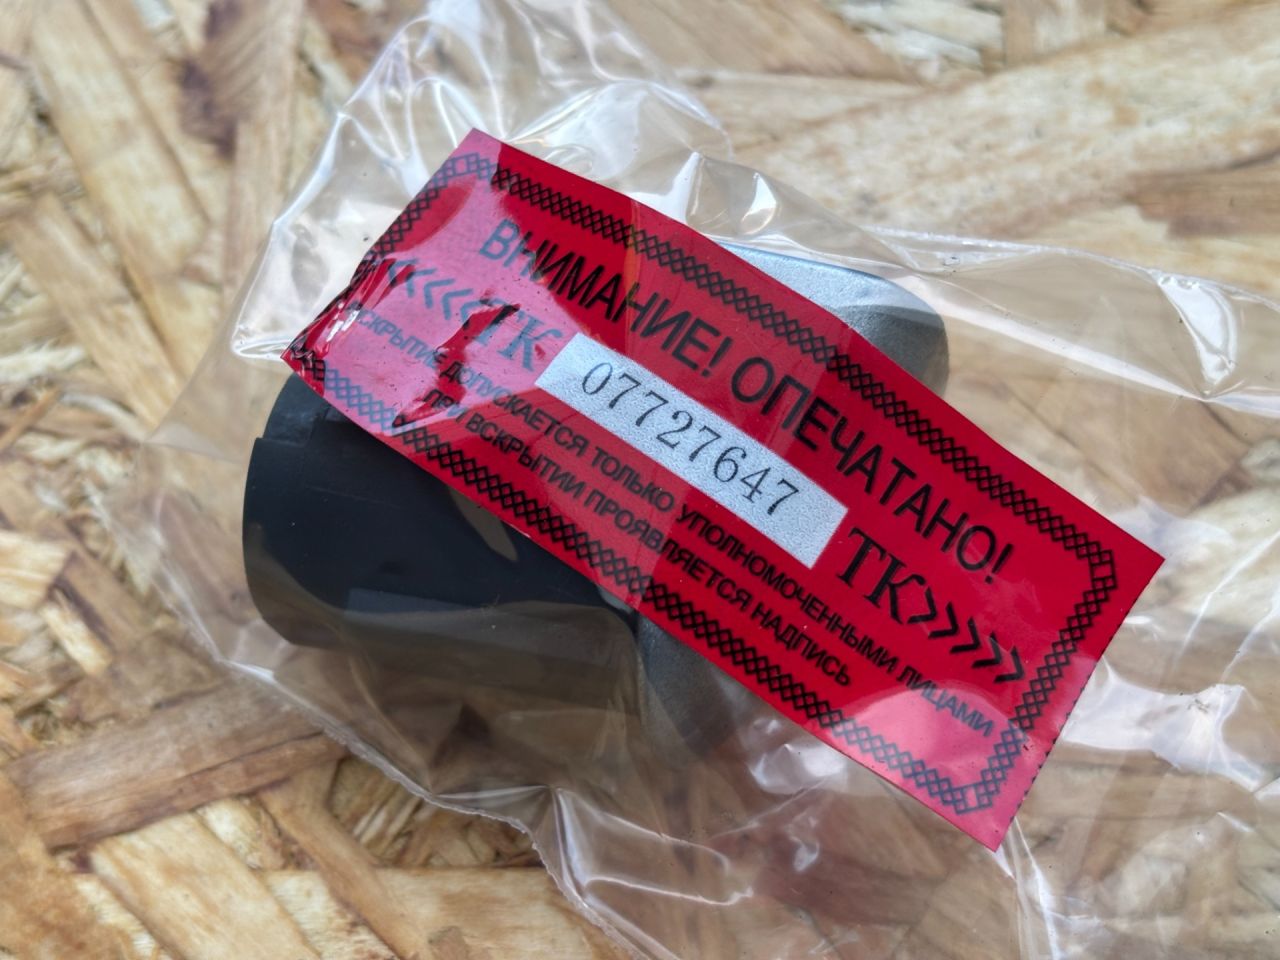 ВНИМАНИЕ! ОПЕЧАТАНО!
<<<<<ТК 07727647 ТК>>>>>
ВСКРЫТИЕ ДОПУСКАЕТСЯ ТОЛЬКО УПОЛНОМОЧЕННЫМИ ЛИЦАМИ
ПРИ ВСКРЫТИИ ПРОЯВЛЯЕТСЯ НАДПИСЬ